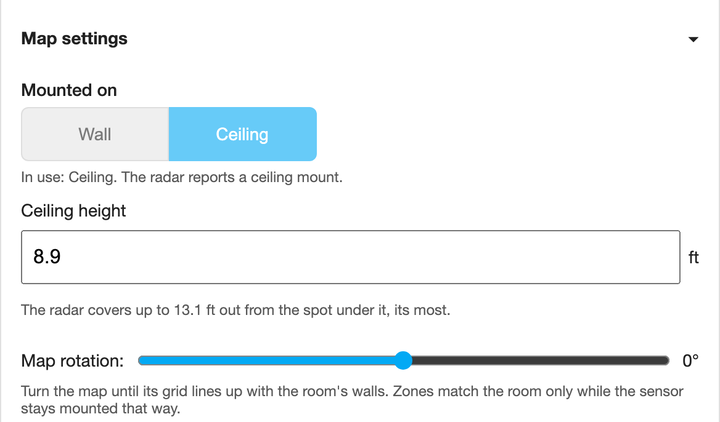 Map settings
Mounted on
Wall
Ceiling
In use: Ceiling. The radar reports a ceiling mount.
Ceiling height
8.9
ft
The radar covers up to 13.1 ft out from the spot under it, its most.
Map rotation:
0°
Turn the map until its grid lines up with the room's walls. Zones match the room only while the sensor
stays mounted that way.